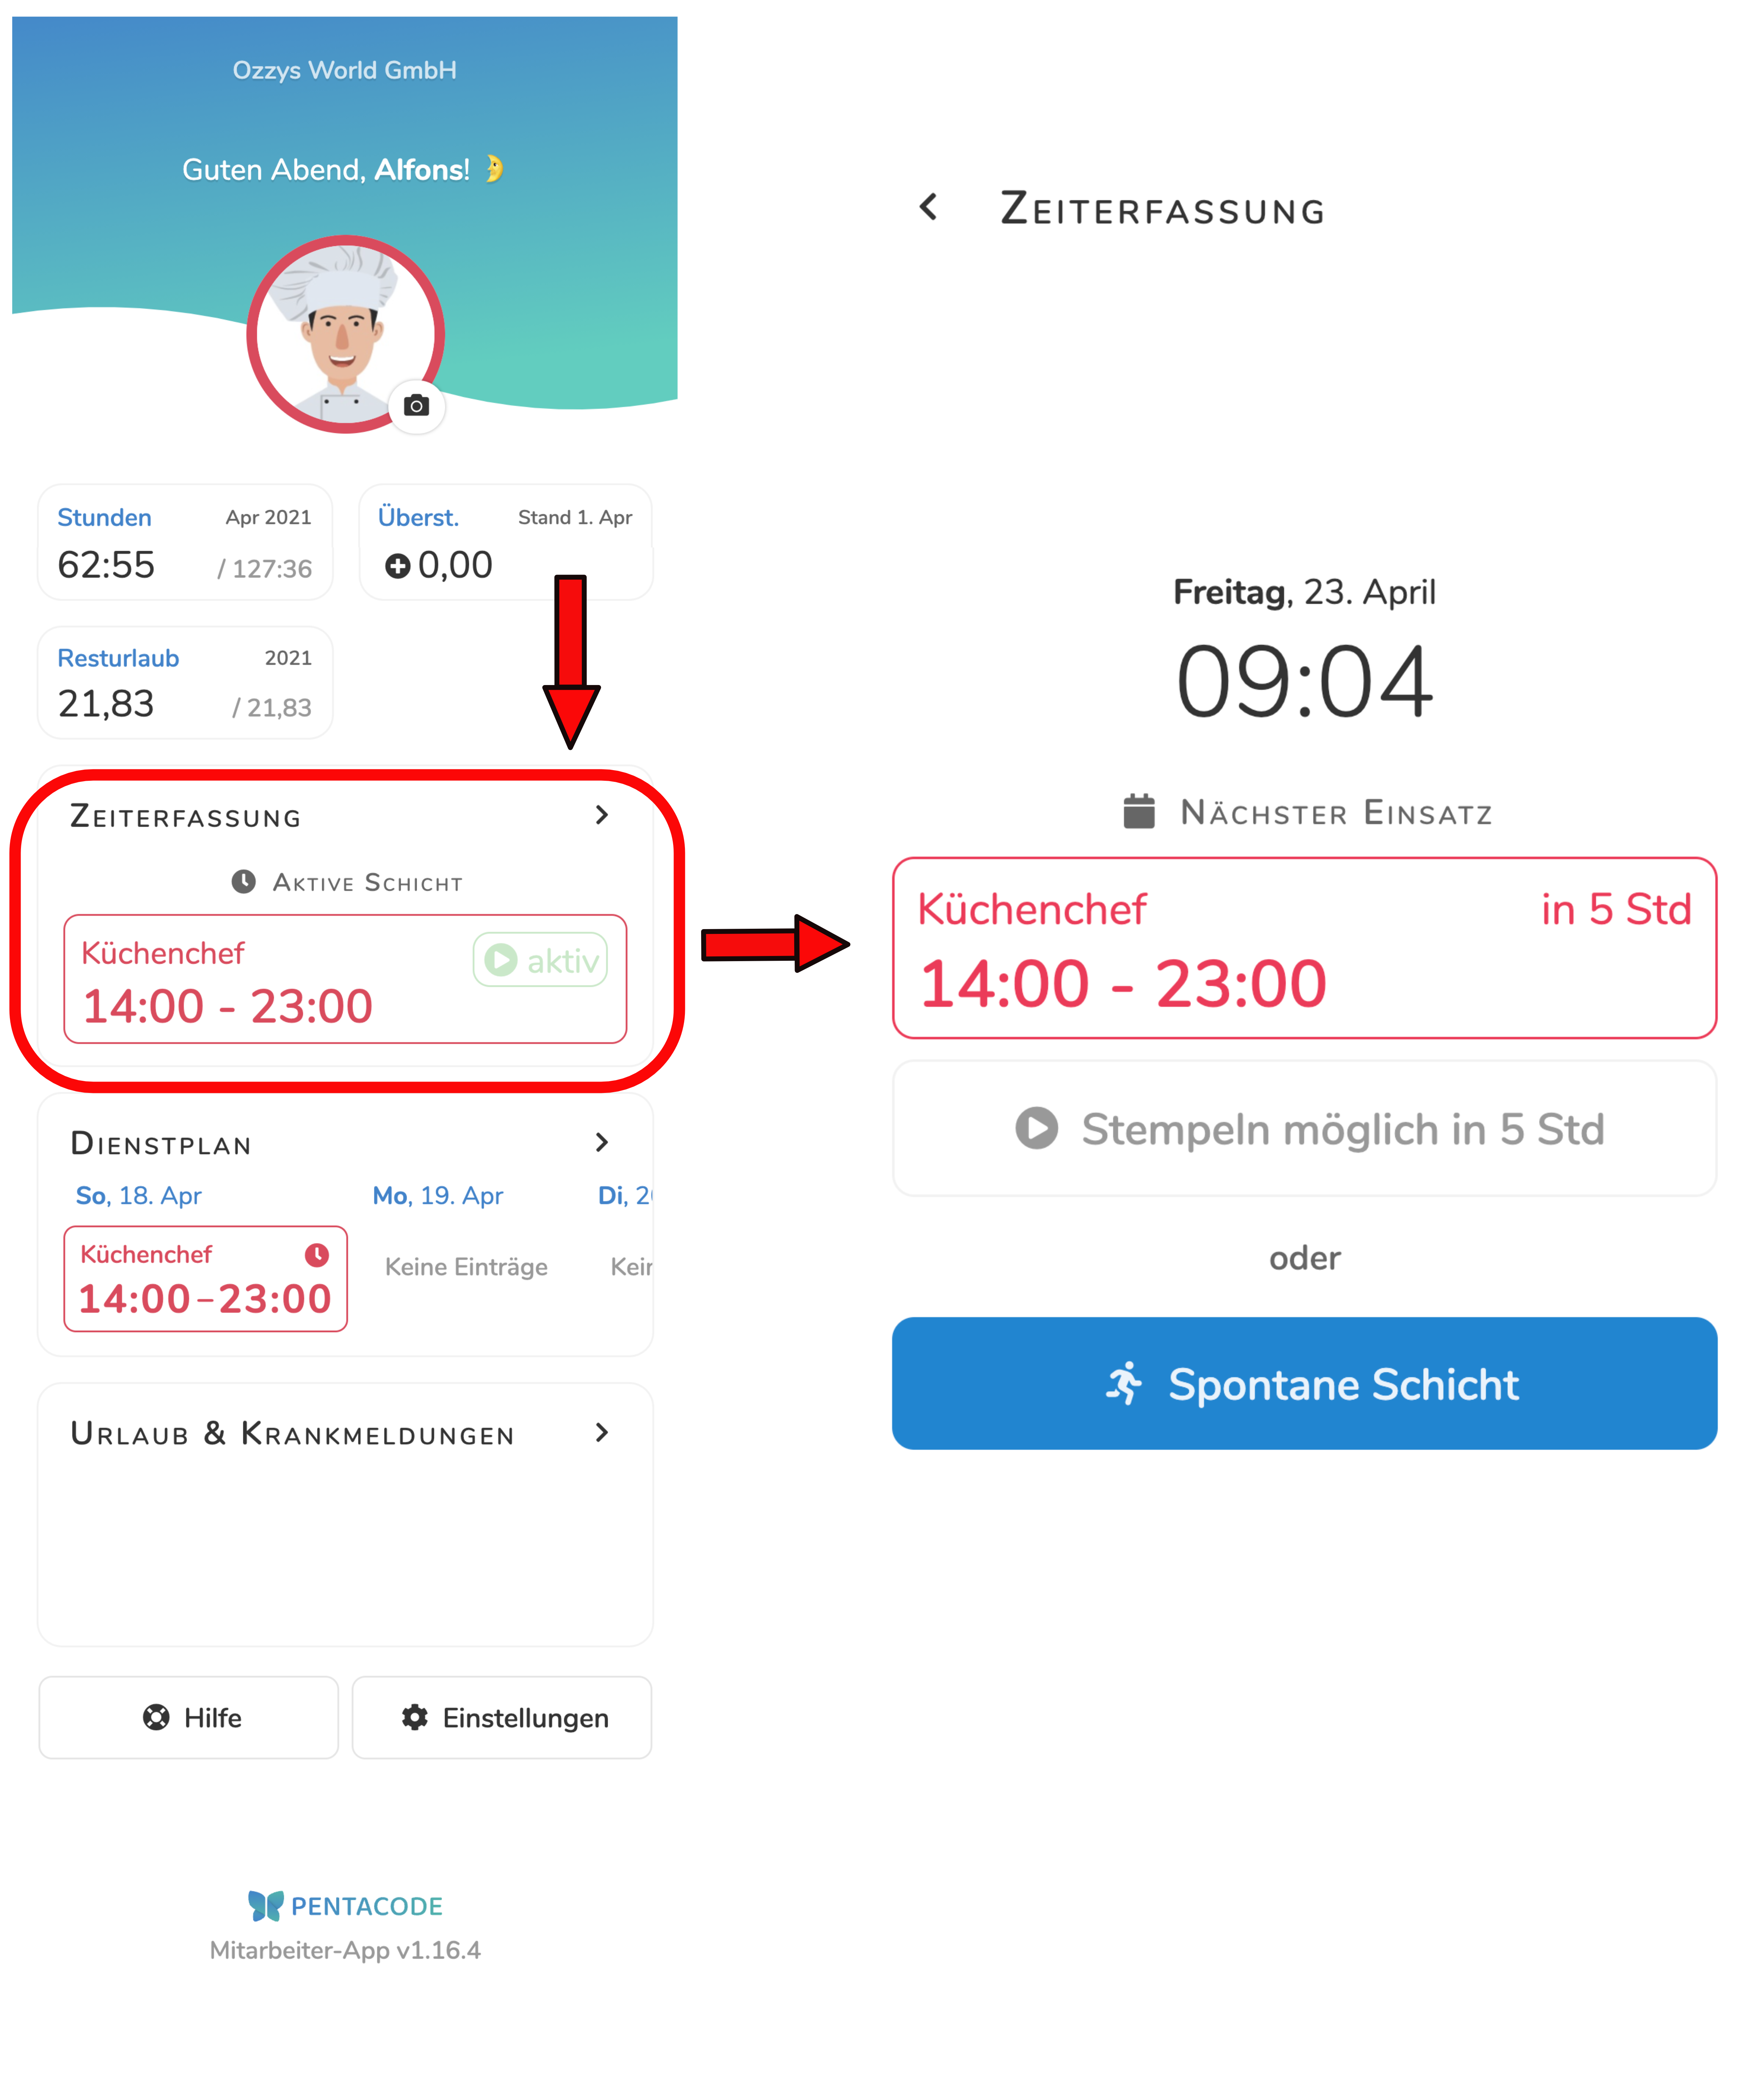 Ozzys World GmbH
Guten Abend, Alfons!
Stunden Apr 2021
62:55 / 127:36
Überst. Stand 1. Apr
0,00
Resturlaub 2021
21,83 / 21,83
Zeiterfassung
Aktive Schicht
Küchenchef aktiv
14:00 - 23:00
Dienstplan
So, 18. Apr Mo, 19. Apr Di, 2
Küchenchef
14:00–23:00
Keine Einträge Kein
Urlaub & Krankmeldungen
Hilfe Einstellungen
PENTACODE
Mitarbeiter-App v1.16.4
Zeiterfassung
Freitag, 23. April
09:04
Nächster Einsatz
Küchenchef in 5 Std
14:00 - 23:00
Stempeln möglich in 5 Std
oder
Spontane Schicht